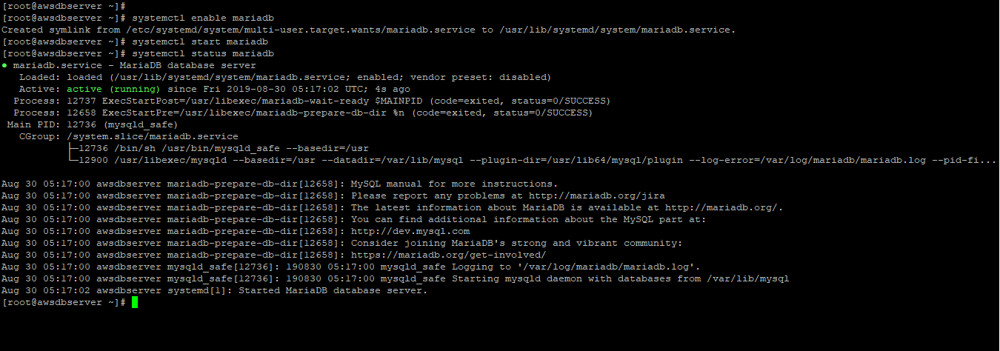 [root@awsdbserver ~]#
[root@awsdbserver ~]# systemctl enable mariadb
Created symlink from /etc/systemd/system/multi-user.target.wants/mariadb.service to /usr/lib/systemd/system/mariadb.service.
[root@awsdbserver ~]# systemctl start mariadb
[root@awsdbserver ~]# systemctl status mariadb
● mariadb.service - MariaDB database server
   Loaded: loaded (/usr/lib/systemd/system/mariadb.service; enabled; vendor preset: disabled)
   Active: active (running) since Fri 2019-08-30 05:17:02 UTC; 4s ago
  Process: 12737 ExecStartPost=/usr/libexec/mariadb-wait-ready $MAINPID (code=exited, status=0/SUCCESS)
  Process: 12658 ExecStartPre=/usr/libexec/mariadb-prepare-db-dir %n (code=exited, status=0/SUCCESS)
 Main PID: 12736 (mysqld_safe)
   CGroup: /system.slice/mariadb.service
           ├─12736 /bin/sh /usr/bin/mysqld_safe --basedir=/usr
           └─12900 /usr/libexec/mysqld --basedir=/usr --datadir=/var/lib/mysql --plugin-dir=/usr/lib64/mysql/plugin --log-error=/var/log/mariadb/mariadb.log --pid-fi...

Aug 30 05:17:00 awsdbserver mariadb-prepare-db-dir[12658]: MySQL manual for more instructions.
Aug 30 05:17:00 awsdbserver mariadb-prepare-db-dir[12658]: Please report any problems at http://mariadb.org/jira
Aug 30 05:17:00 awsdbserver mariadb-prepare-db-dir[12658]: The latest information about MariaDB is available at http://mariadb.org/.
Aug 30 05:17:00 awsdbserver mariadb-prepare-db-dir[12658]: You can find additional information about the MySQL part at:
Aug 30 05:17:00 awsdbserver mariadb-prepare-db-dir[12658]: http://dev.mysql.com
Aug 30 05:17:00 awsdbserver mariadb-prepare-db-dir[12658]: Consider joining MariaDB's strong and vibrant community:
Aug 30 05:17:00 awsdbserver mariadb-prepare-db-dir[12658]: https://mariadb.org/get-involved/
Aug 30 05:17:00 awsdbserver mysqld_safe[12736]: 190830 05:17:00 mysqld_safe Logging to '/var/log/mariadb/mariadb.log'.
Aug 30 05:17:00 awsdbserver mysqld_safe[12736]: 190830 05:17:00 mysqld_safe Starting mysqld daemon with databases from /var/lib/mysql
Aug 30 05:17:02 awsdbserver systemd[1]: Started MariaDB database server.
[root@awsdbserver ~]#